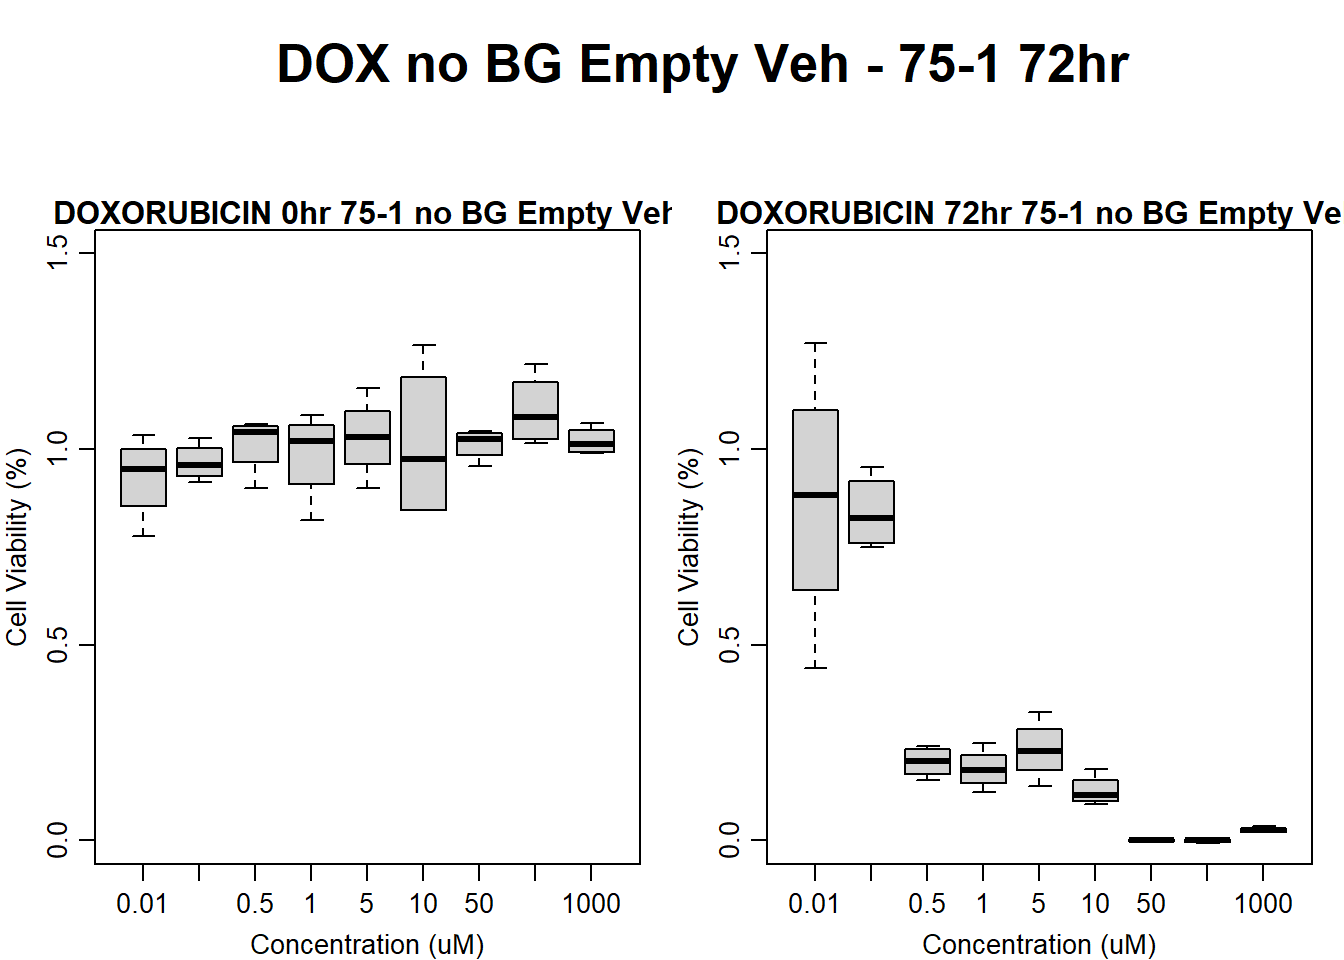 DOX no BG Empty Veh - 75-1 72hr
DOXORUBICIN 0hr 75-1 no BG Empty Veh
1.5
1.0
0.5
0.0
Cell Viability (%)
0.01 0.5 1 5 10 50 1000
Concentration (uM)
DOXORUBICIN 72hr 75-1 no BG Empty Ve
1.5
1.0
0.5
0.0
Cell Viability (%)
0.01 0.5 1 5 10 50 1000
Concentration (uM)